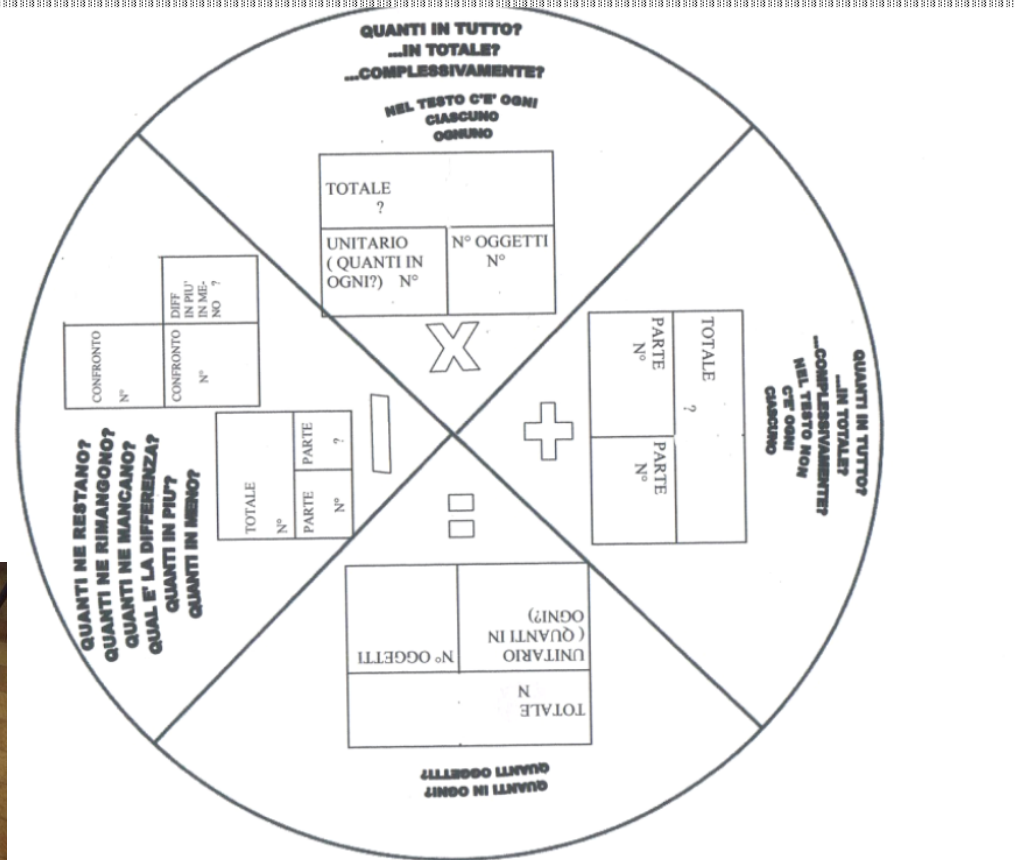 QUANTI IN TUTTO?
...IN TOTALE?
...COMPLESSIVAMENTE?
NEL TESTO C'E' OGNI
CIASCUNO
OGNUNO
TOTALE
?
UNITARIO
( QUANTI IN
OGNI?) N°
N° OGGETTI
N°
X
QUANTI IN TUTTO?
...IN TOTALE?
...COMPLESSIVAMENTE?
NEL TESTO NON
C'E' OGNI
CIASCUNO
TOTALE
?
PARTE
N°
PARTE
N°
+
QUANTI IN OGNI?
QUANTI OGGETTI?
TOTALE
N
UNITARIO
( QUANTI IN
OGNI?)
N° OGGETTI
:
QUANTI NE RESTANO?
QUANTI NE RIMANGONO?
QUANTI NE MANCANO?
QUAL E' LA DIFFERENZA?
QUANTI IN PIU'?
QUANTI IN MENO?
CONFRONTO
N°
CONFRONTO
N°
DIFF
IN PIU'
IN ME-
NO ?
TOTALE
N°
PARTE
N°
PARTE
?
-